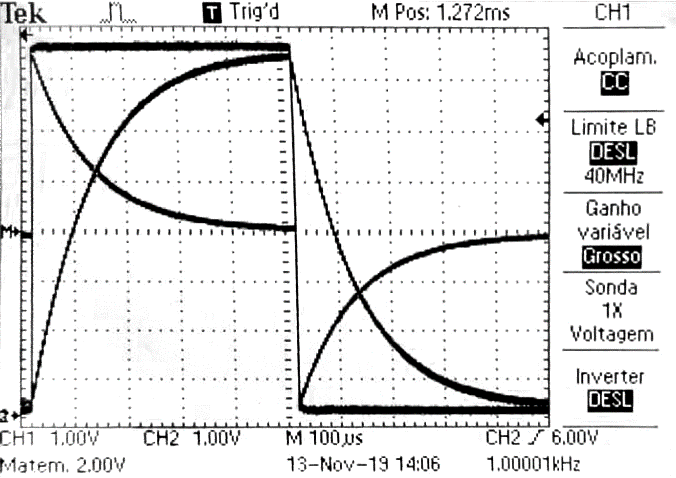 Tek T Trig'd M Pos: 1.272ms CH1
Acoplam.
CC
Limite LB
DESL
40MHz
Ganho
variável
Grosso
Sonda
1X
Voltagem
Inverter
DESL
M
2
CH1 1.00V CH2 1.00V M 100µs CH2 6.00V
Matem. 2.00V 13-Nov-19 14:06 1.00001kHz